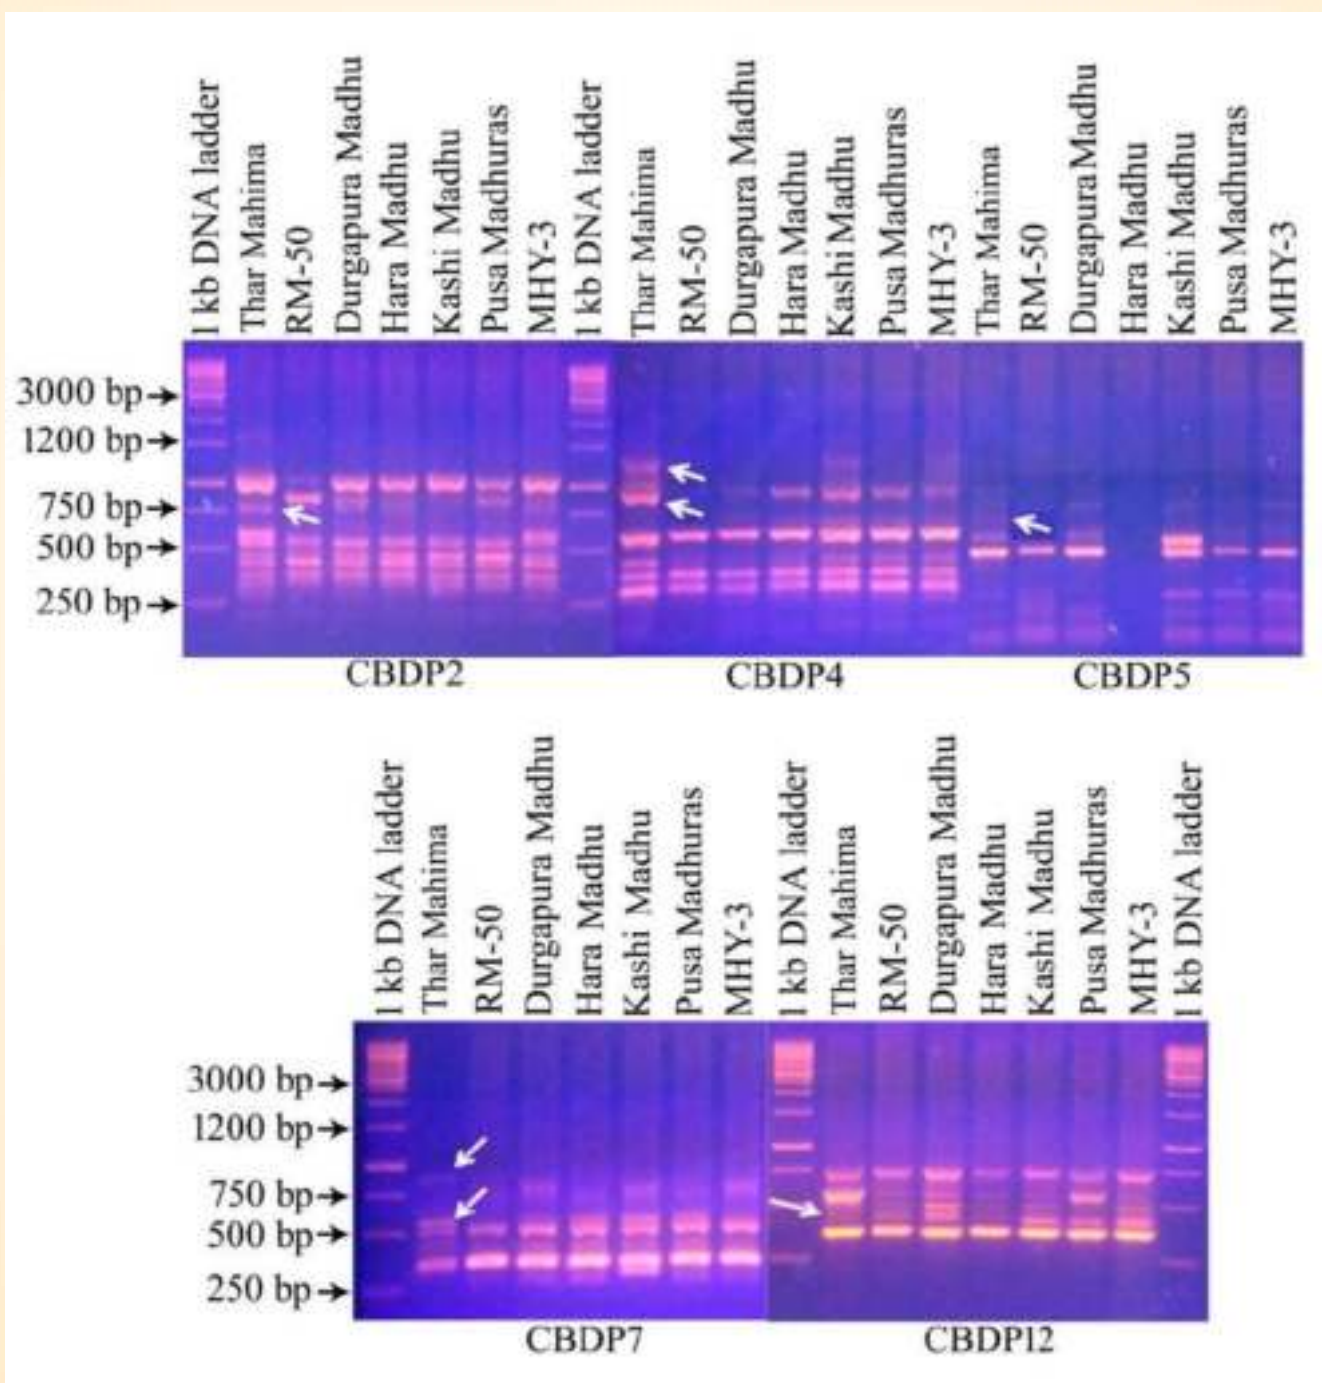 1 kb DNA ladder
Thar Mahima
RM-50
Durgapura Madhu
Hara Madhu
Kashi Madhu
Pusa Madhuras
MHY-3
1 kb DNA ladder
Thar Mahima
RM-50
Durgapura Madhu
Hara Madhu
Kashi Madhu
Pusa Madhuras
MHY-3
Thar Mahima
RM-50
Durgapura Madhu
Hara Madhu
Kashi Madhu
Pusa Madhuras
MHY-3
3000 bp
1200 bp
750 bp
500 bp
250 bp
CBDP2
CBDP4
CBDP5
1 kb DNA ladder
Thar Mahima
RM-50
Durgapura Madhu
Hara Madhu
Kashi Madhu
Pusa Madhuras
MHY-3
1 kb DNA ladder
Thar Mahima
RM-50
Durgapura Madhu
Hara Madhu
Kashi Madhu
Pusa Madhuras
MHY-3
1 kb DNA ladder
3000 bp
1200 bp
750 bp
500 bp
250 bp
CBDP7
CBDP12